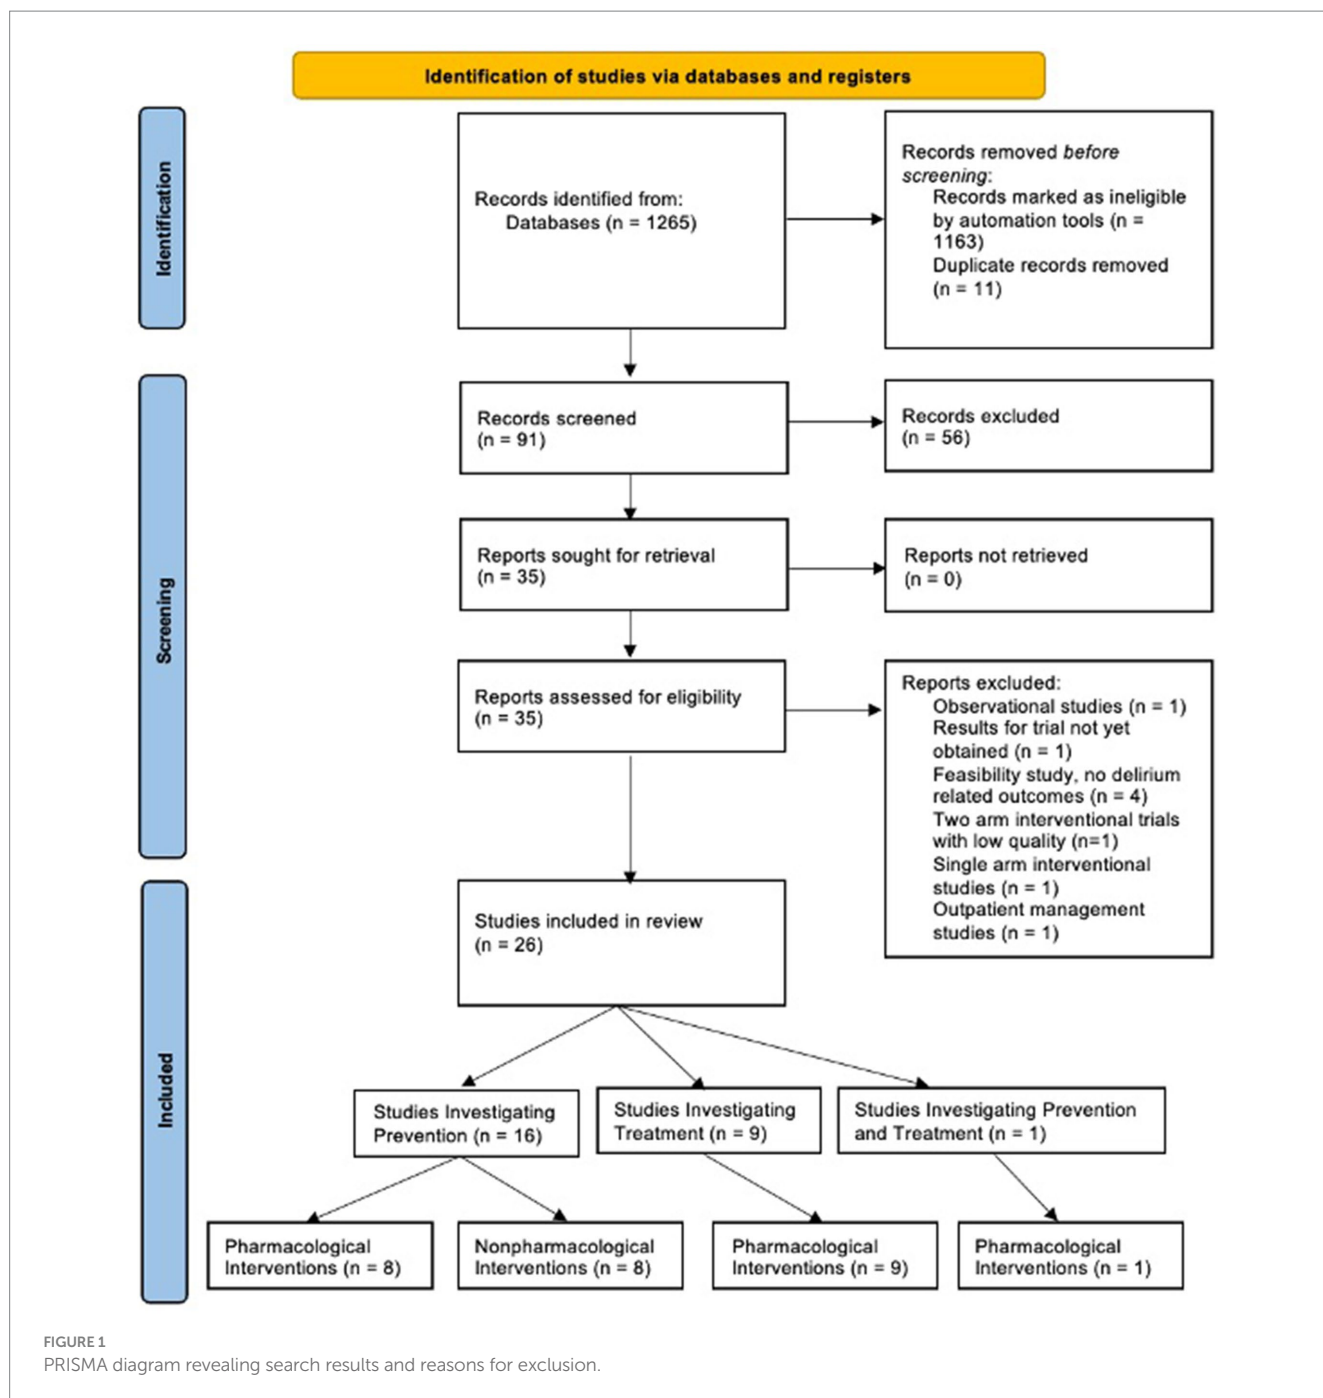 Identification of studies via databases and registers
Identification
Records identified from:
Databases (n = 1265)
Records removed before
screening:
Records marked as ineligible
by automation tools (n =
1163)
Duplicate records removed
(n = 11)
Screening
Records screened
(n = 91)
Records excluded
(n = 56)
Reports sought for retrieval
(n = 35)
Reports not retrieved
(n = 0)
Reports assessed for eligibility
(n = 35)
Reports excluded:
Observational studies (n = 1)
Results for trial not yet
obtained (n = 1)
Feasibility study, no delirium
related outcomes (n = 4)
Two arm interventional trials
with low quality (n=1)
Single arm interventional
studies (n = 1)
Outpatient management
studies (n = 1)
Included
Studies included in review
(n = 26)
Studies Investigating
Prevention (n = 16)
Studies Investigating
Treatment (n = 9)
Studies Investigating Prevention
and Treatment (n = 1)
Pharmacological
Interventions (n = 8)
Nonpharmacological
Interventions (n = 8)
Pharmacological
Interventions (n = 9)
Pharmacological
Interventions (n = 1)
FIGURE 1
PRISMA diagram revealing search results and reasons for exclusion.